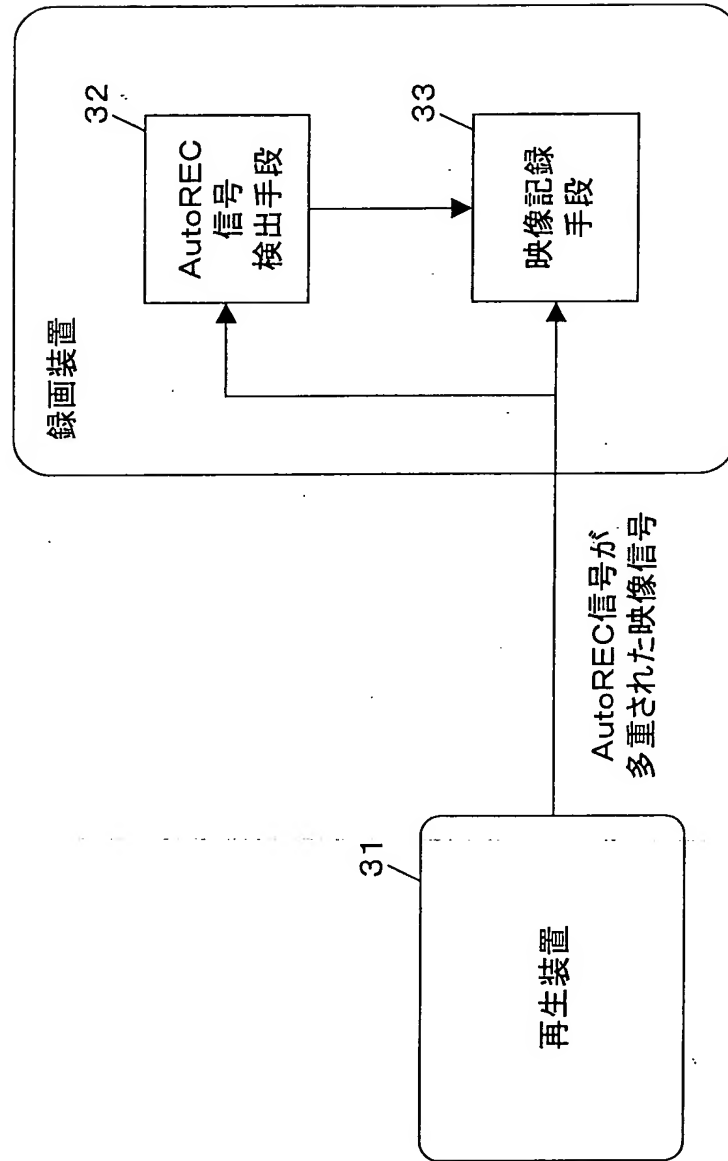 録画装置
32
AutoREC
信号
検出手段
33
映像記録
手段
AutoREC信号が
多重された映像信号
31
再生装置